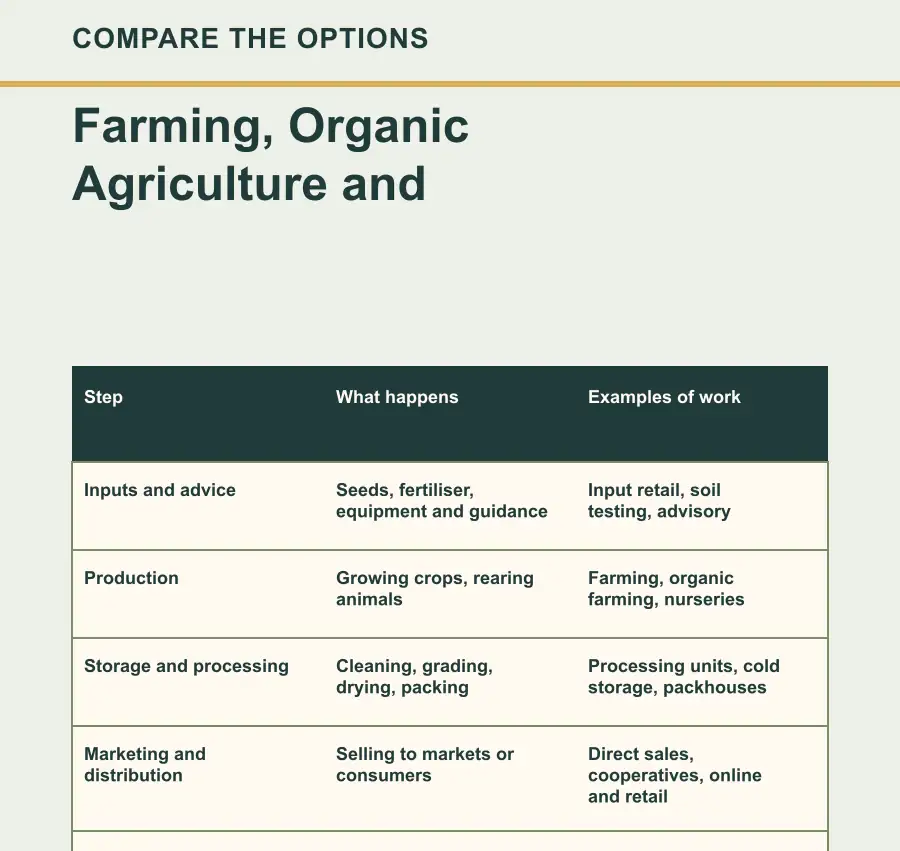 COMPARE THE OPTIONS
Farming, Organic
Agriculture and
Step
What happens
Examples of work
Inputs and advice
Seeds, fertiliser,
equipment and guidance
Input retail, soil
testing, advisory
Production
Growing crops, rearing
animals
Farming, organic
farming, nurseries
Storage and processing
Cleaning, grading,
drying, packing
Processing units, cold
storage, packhouses
Marketing and
distribution
Selling to markets or
consumers
Direct sales,
cooperatives, online
and retail